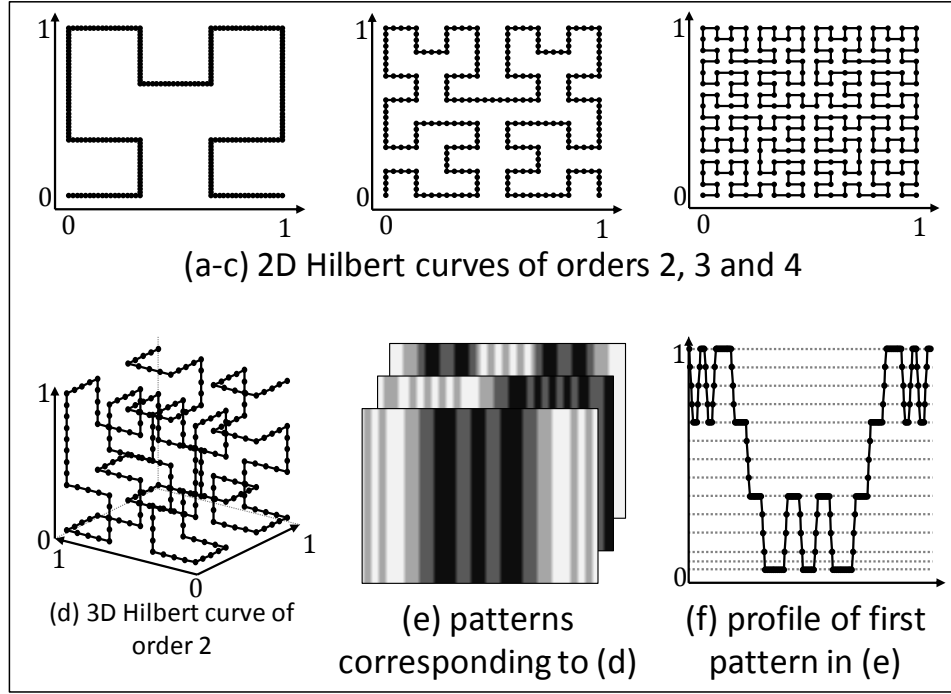 1
0
0
1
1
0
0
1
1
0
0
1
(a-c) 2D Hilbert curves of orders 2, 3 and 4
1
0
1
0
1
(d) 3D Hilbert curve of
order 2
(e) patterns
corresponding to (d)
1
0
(f) profile of first
pattern in (e)